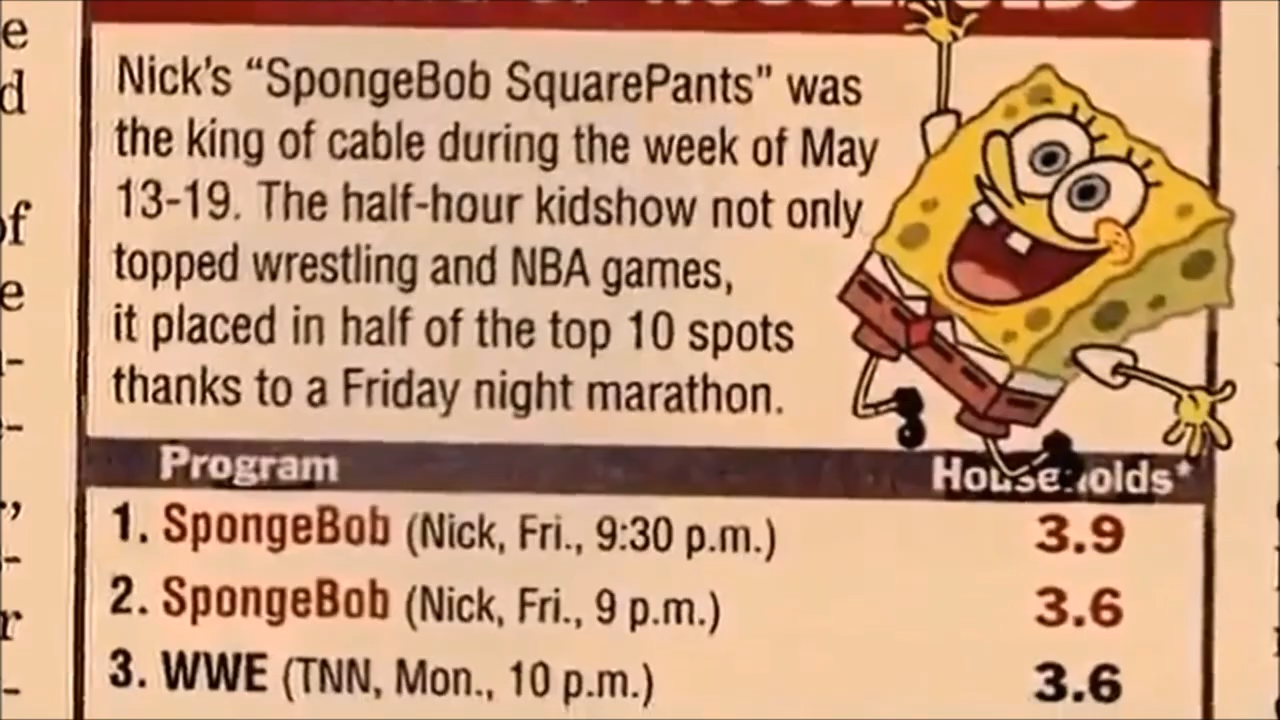 Nick's "SpongeBob SquarePants" was
the king of cable during the week of May
13-19. The half-hour kidshow not only
topped wrestling and NBA games,
it placed in half of the top 10 spots
thanks to a Friday night marathon.
Program Households*
1. SpongeBob (Nick, Fri., 9:30 p.m.) 3.9
2. SpongeBob (Nick, Fri., 9 p.m.) 3.6
3. WWE (TNN, Mon., 10 p.m.) 3.6